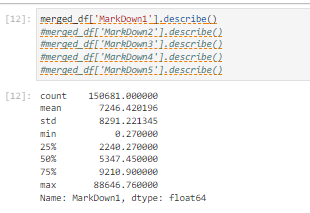 [12]: merged_df['MarkDown1'].describe()
#merged_df['MarkDown2'].describe()
#merged_df['MarkDown3'].describe()
#merged_df['MarkDown4'].describe()
#merged_df['MarkDown5'].describe()
[12]: count    150681.000000
mean       7246.420196
std        8291.221345
min           0.270000
25%        2240.270000
50%        5347.450000
75%        9210.900000
max       88646.760000
Name: MarkDown1, dtype: float64